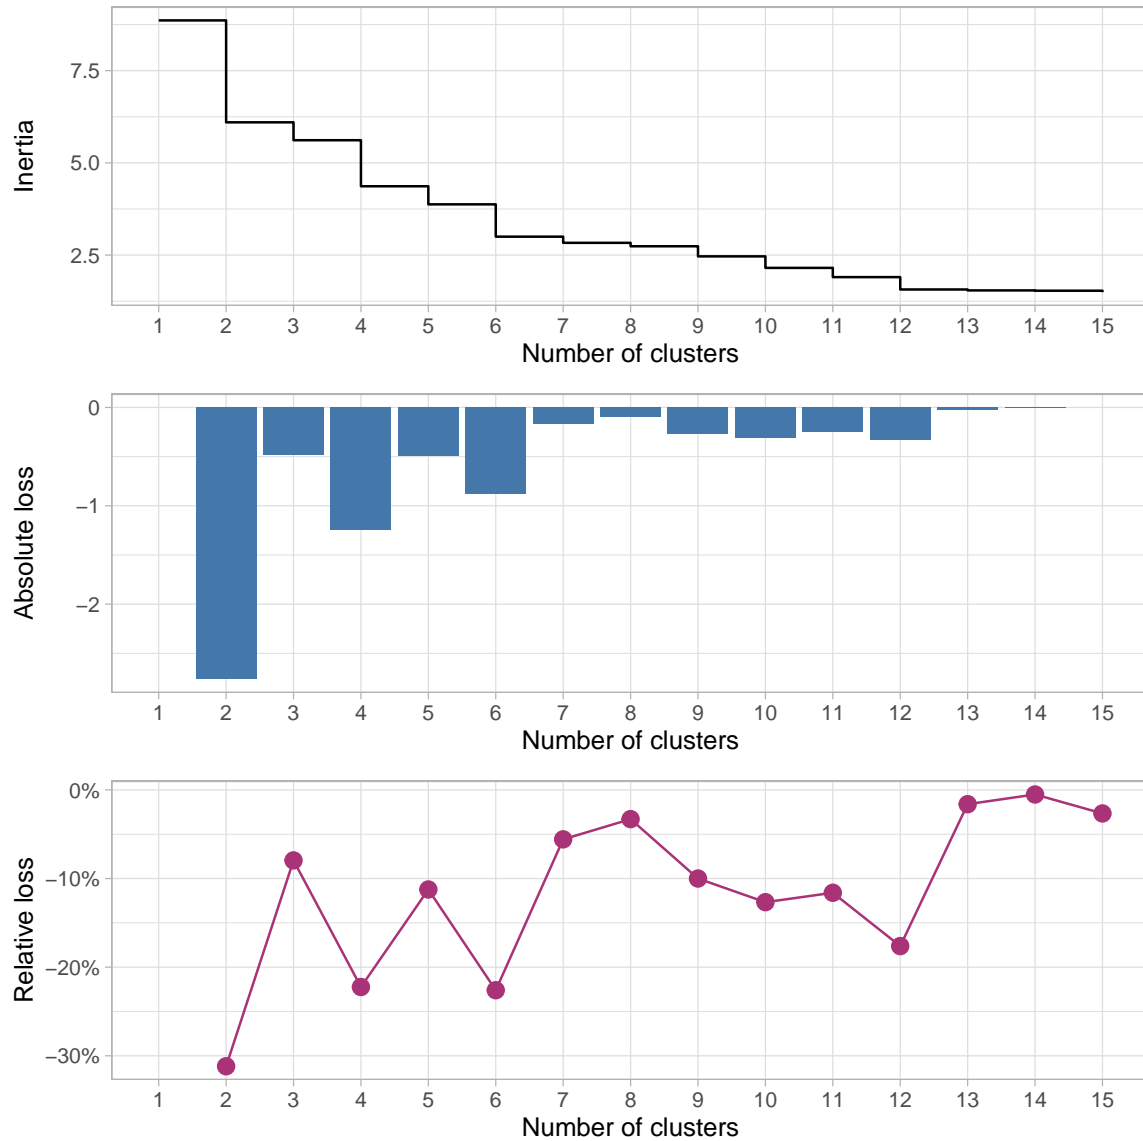 7.5
5.0
2.5
Inertia
1 2 3 4 5 6 7 8 9 10 11 12 13 14 15
Number of clusters
0
−1
−2
Absolute loss
1 2 3 4 5 6 7 8 9 10 11 12 13 14 15
Number of clusters
0%
−10%
−20%
−30%
Relative loss
1 2 3 4 5 6 7 8 9 10 11 12 13 14 15
Number of clusters